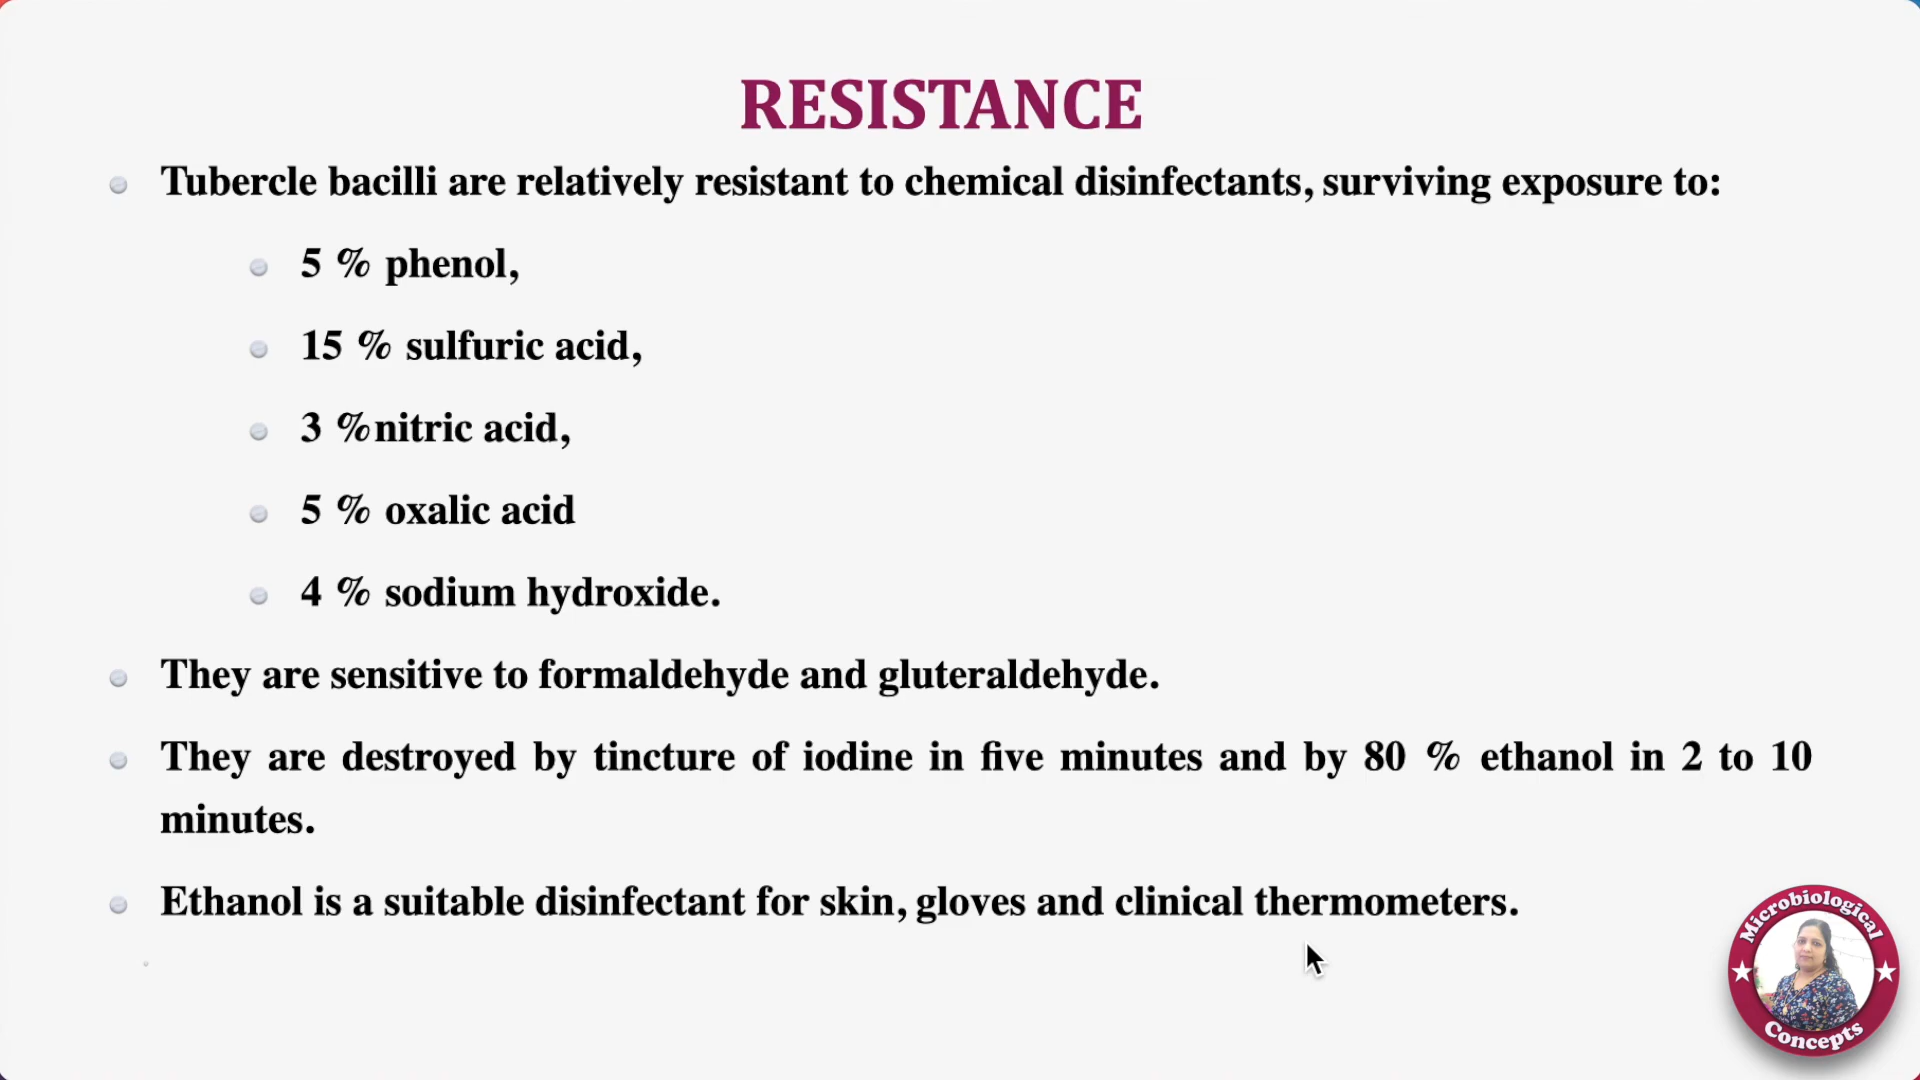 RESISTANCE
Tubercle bacilli are relatively resistant to chemical disinfectants, surviving exposure to:
5 % phenol,
15 % sulfuric acid,
3 %nitric acid,
5 % oxalic acid
4 % sodium hydroxide.
They are sensitive to formaldehyde and gluteraldehyde.
They are destroyed by tincture of iodine in five minutes and by 80 % ethanol in 2 to 10
minutes.
Ethanol is a suitable disinfectant for skin, gloves and clinical thermometers.
Microbiological
Concepts